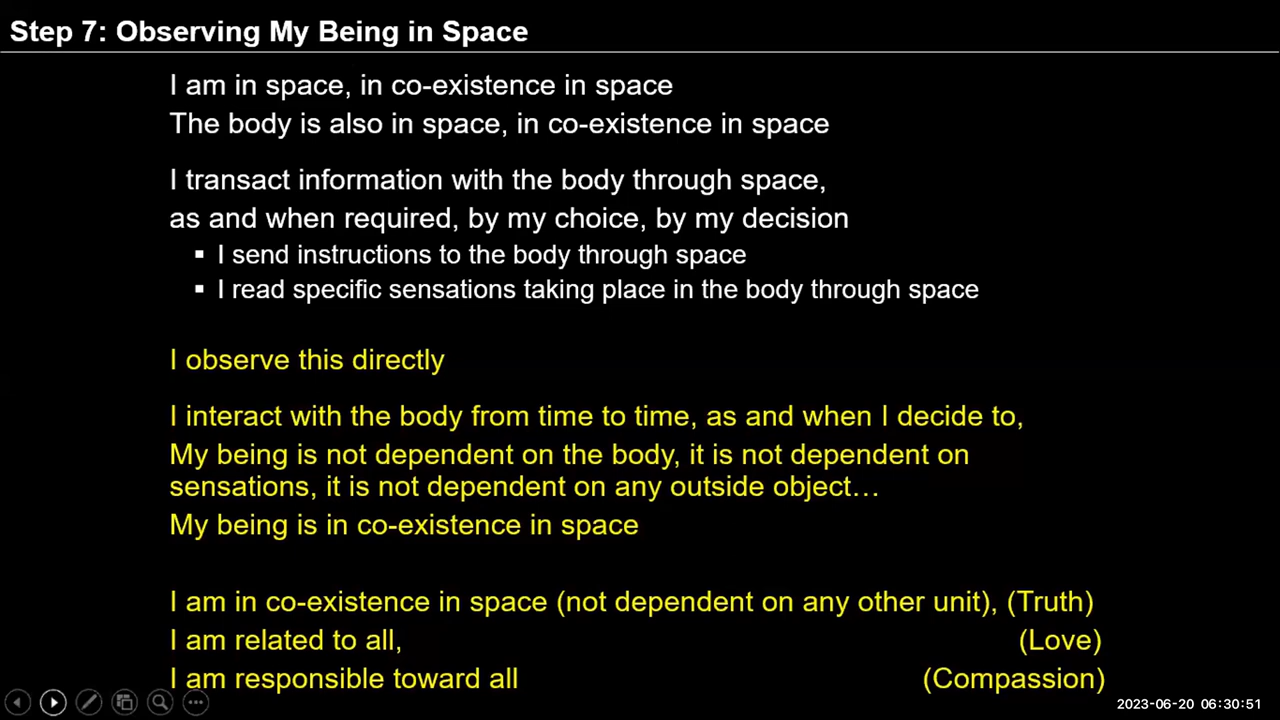 Step 7: Observing My Being in Space
I am in space, in co-existence in space
The body is also in space, in co-existence in space
I transact information with the body through space,
as and when required, by my choice, by my decision
▪ I send instructions to the body through space
▪ I read specific sensations taking place in the body through space
I observe this directly
I interact with the body from time to time, as and when I decide to,
My being is not dependent on the body, it is not dependent on
sensations, it is not dependent on any outside object…
My being is in co-existence in space
I am in co-existence in space (not dependent on any other unit), (Truth)
I am related to all, (Love)
I am responsible toward all (Compassion)
2023-06-20 06:30:51